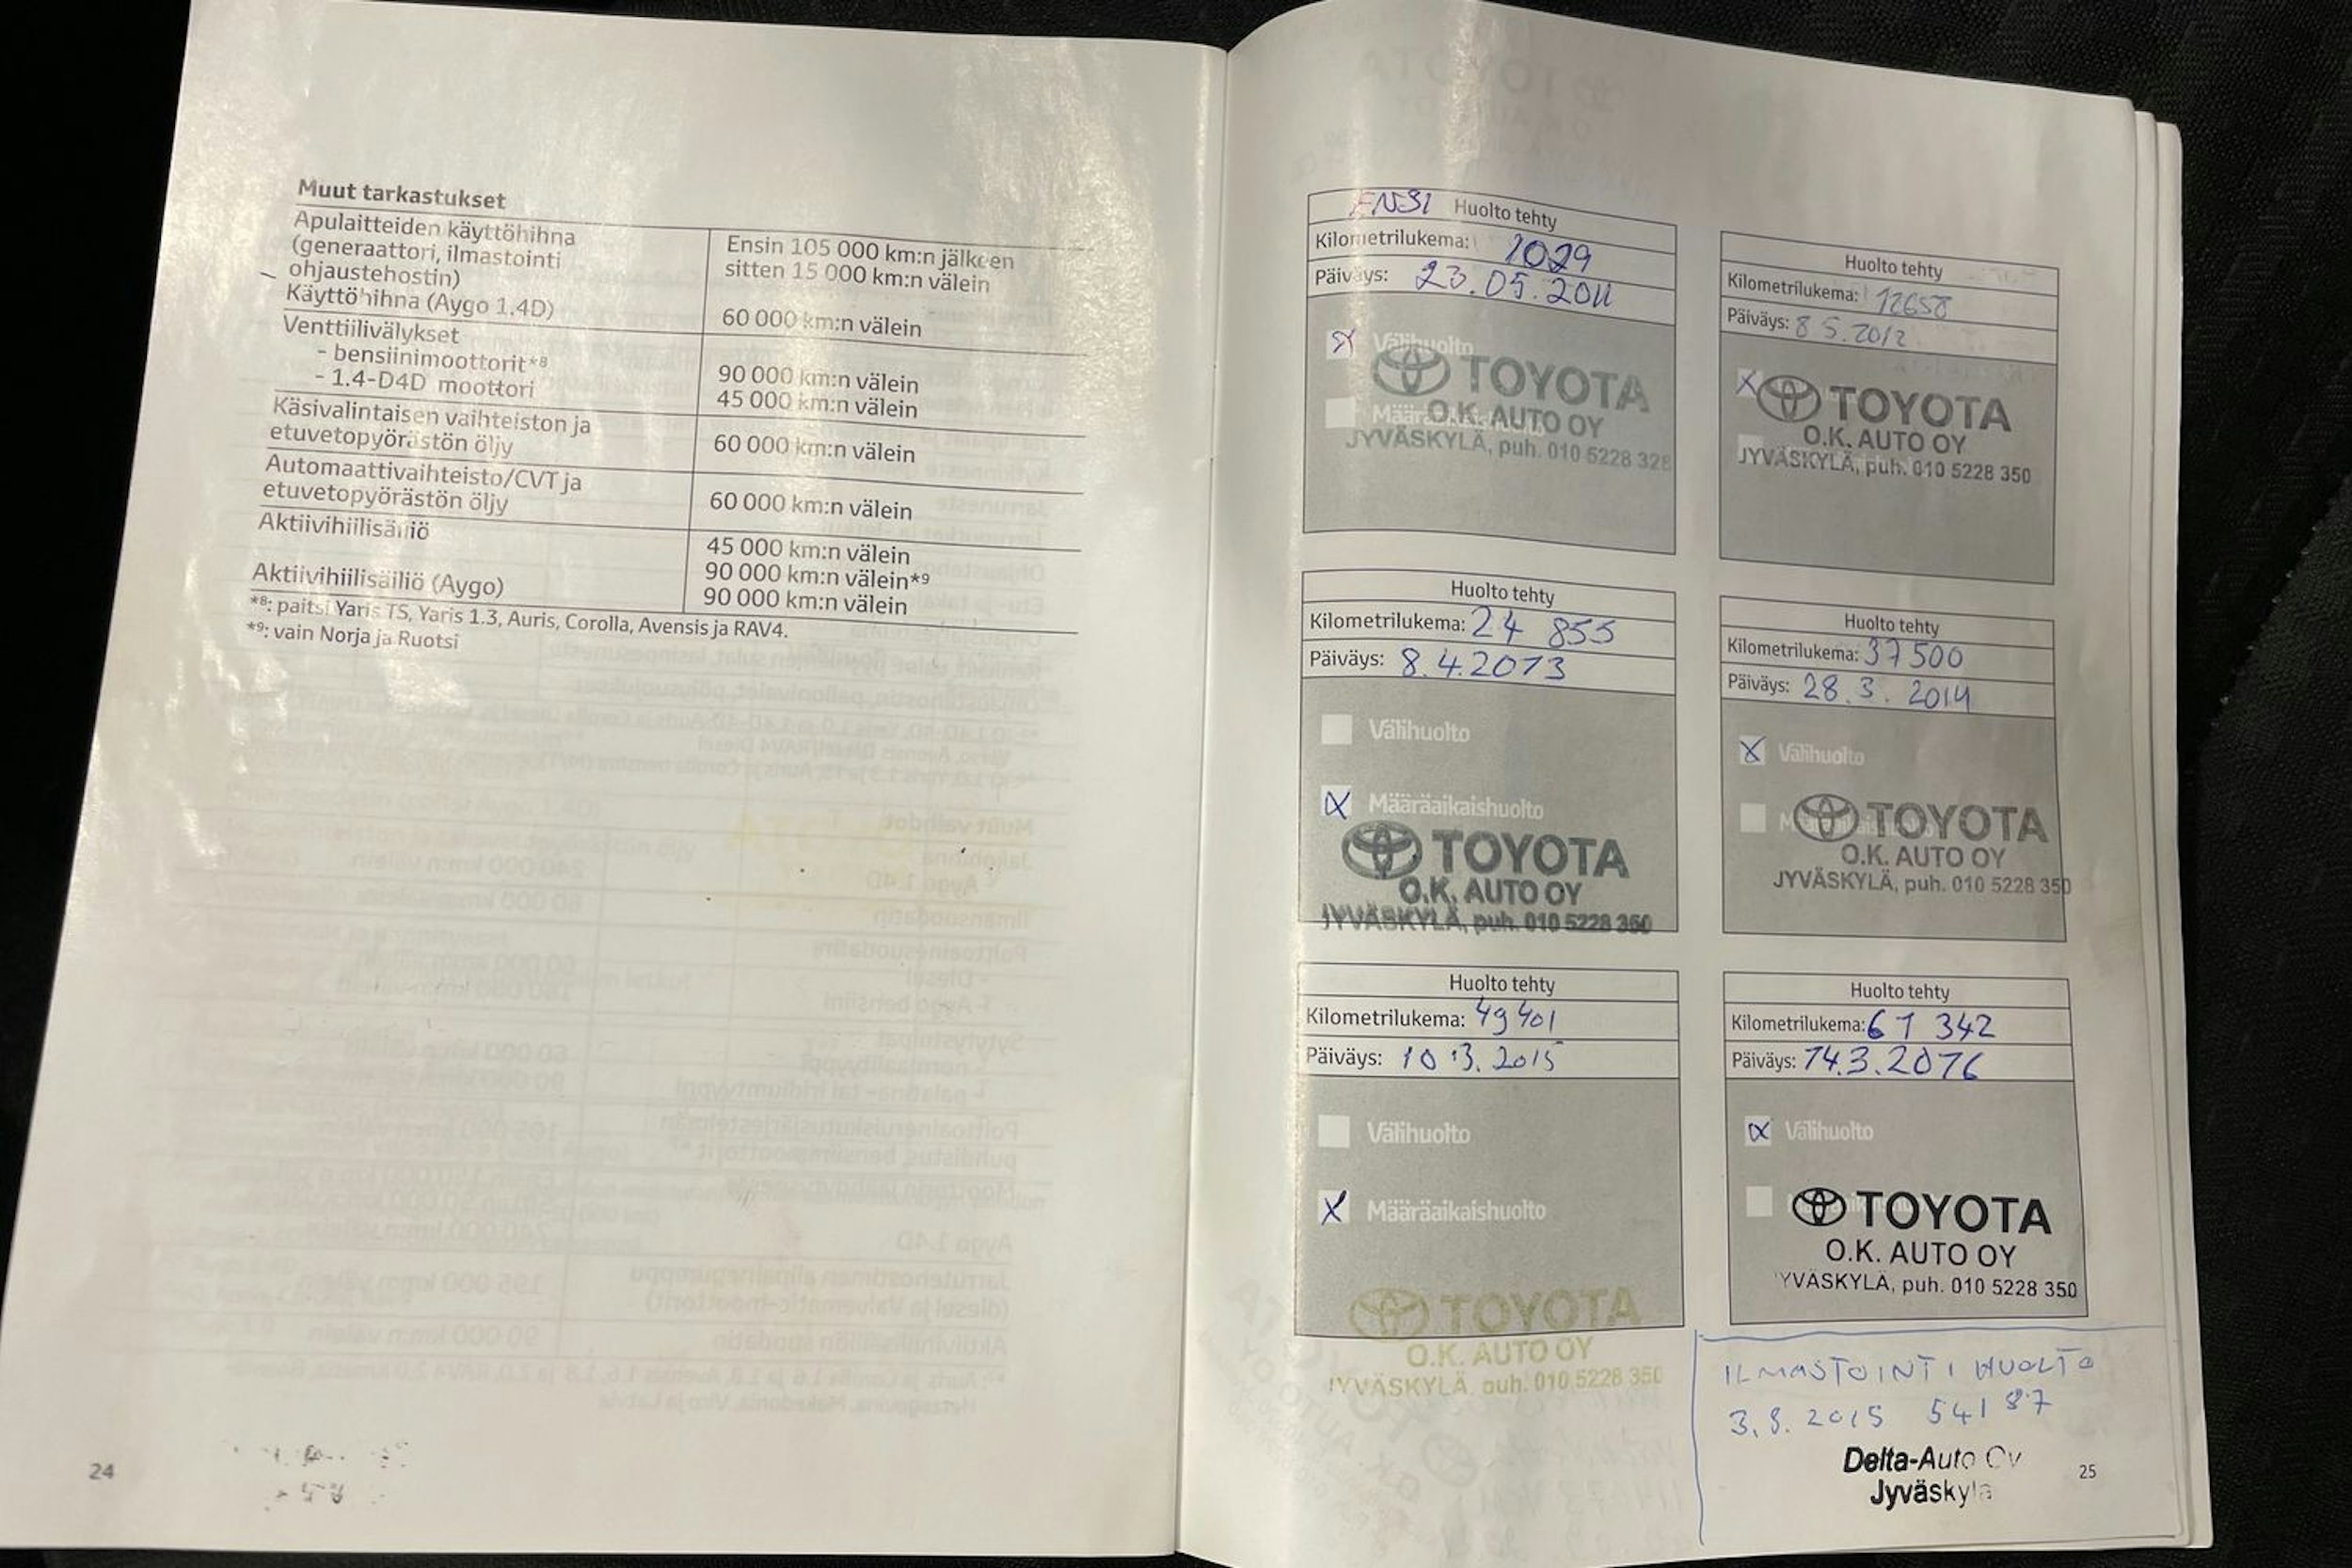 Muut tarkastukset
Apulaitteiden käyttöhihna
(generaattori, ilmastointi
ohjaustehostin)
Ensin 105 000 km:n jälkeen
sitten 15 000 km:n välein
Käyttöhihna (Aygo 1.4D)
60 000 km:n välein
Venttiilivälykset
- bensiinimoottorit*8
90 000 km:n välein
- 1.4-D4D moottori
45 000 km:n välein
Käsivalintaisen vaihteiston ja
etuvetopyörästön öljy
60 000 km:n välein
Automaattivaihteisto/CVT ja
etuvetopyörästön öljy
60 000 km:n välein
Aktiivihiilisäiliö
45 000 km:n välein
90 000 km:n välein*9
Aktiivihiilisäiliö (Aygo)
90 000 km:n välein
*8: paitsi Yaris TS, Yaris 1.3, Auris, Corolla, Avensis ja RAV4.
*9: vain Norja ja Ruotsi
24
ENSI Huolto tehty
Kilometrilukema: 1029
Päiväys: 23.05.2011
Välihuolto
TOYOTA
O.K. AUTO OY
JYVÄSKYLÄ, puh. 010 5228 328
Huolto tehty
Kilometrilukema: 12658
Päiväys: 8 5.2012
TOYOTA
O.K. AUTO OY
JYVÄSKYLÄ, puh. 010 5228 350
Huolto tehty
Kilometrilukema: 24 855
Päiväys: 8.4.2013
Välihuolto
Määräaikaishuolto
TOYOTA
O.K. AUTO OY
JYVÄSKYLÄ, puh. 010 5228 350
Huolto tehty
Kilometrilukema: 37500
Päiväys: 28.3.2014
Välihuolto
TOYOTA
O.K. AUTO OY
JYVÄSKYLÄ, puh. 010 5228 350
Huolto tehty
Kilometrilukema: 49401
Päiväys: 10.3.2015
Välihuolto
Määräaikaishuolto
TOYOTA
O.K. AUTO OY
JYVÄSKYLÄ, puh. 010 5228 350
Huolto tehty
Kilometrilukema: 61 342
Päiväys: 14.3.2016
Välihuolto
TOYOTA
O.K. AUTO OY
YVÄSKYLÄ, puh. 010 5228 350
ILMASTOINTI HUOLTO
3.8.2015 54187
Delta-Auto Oy
Jyväskylä
25